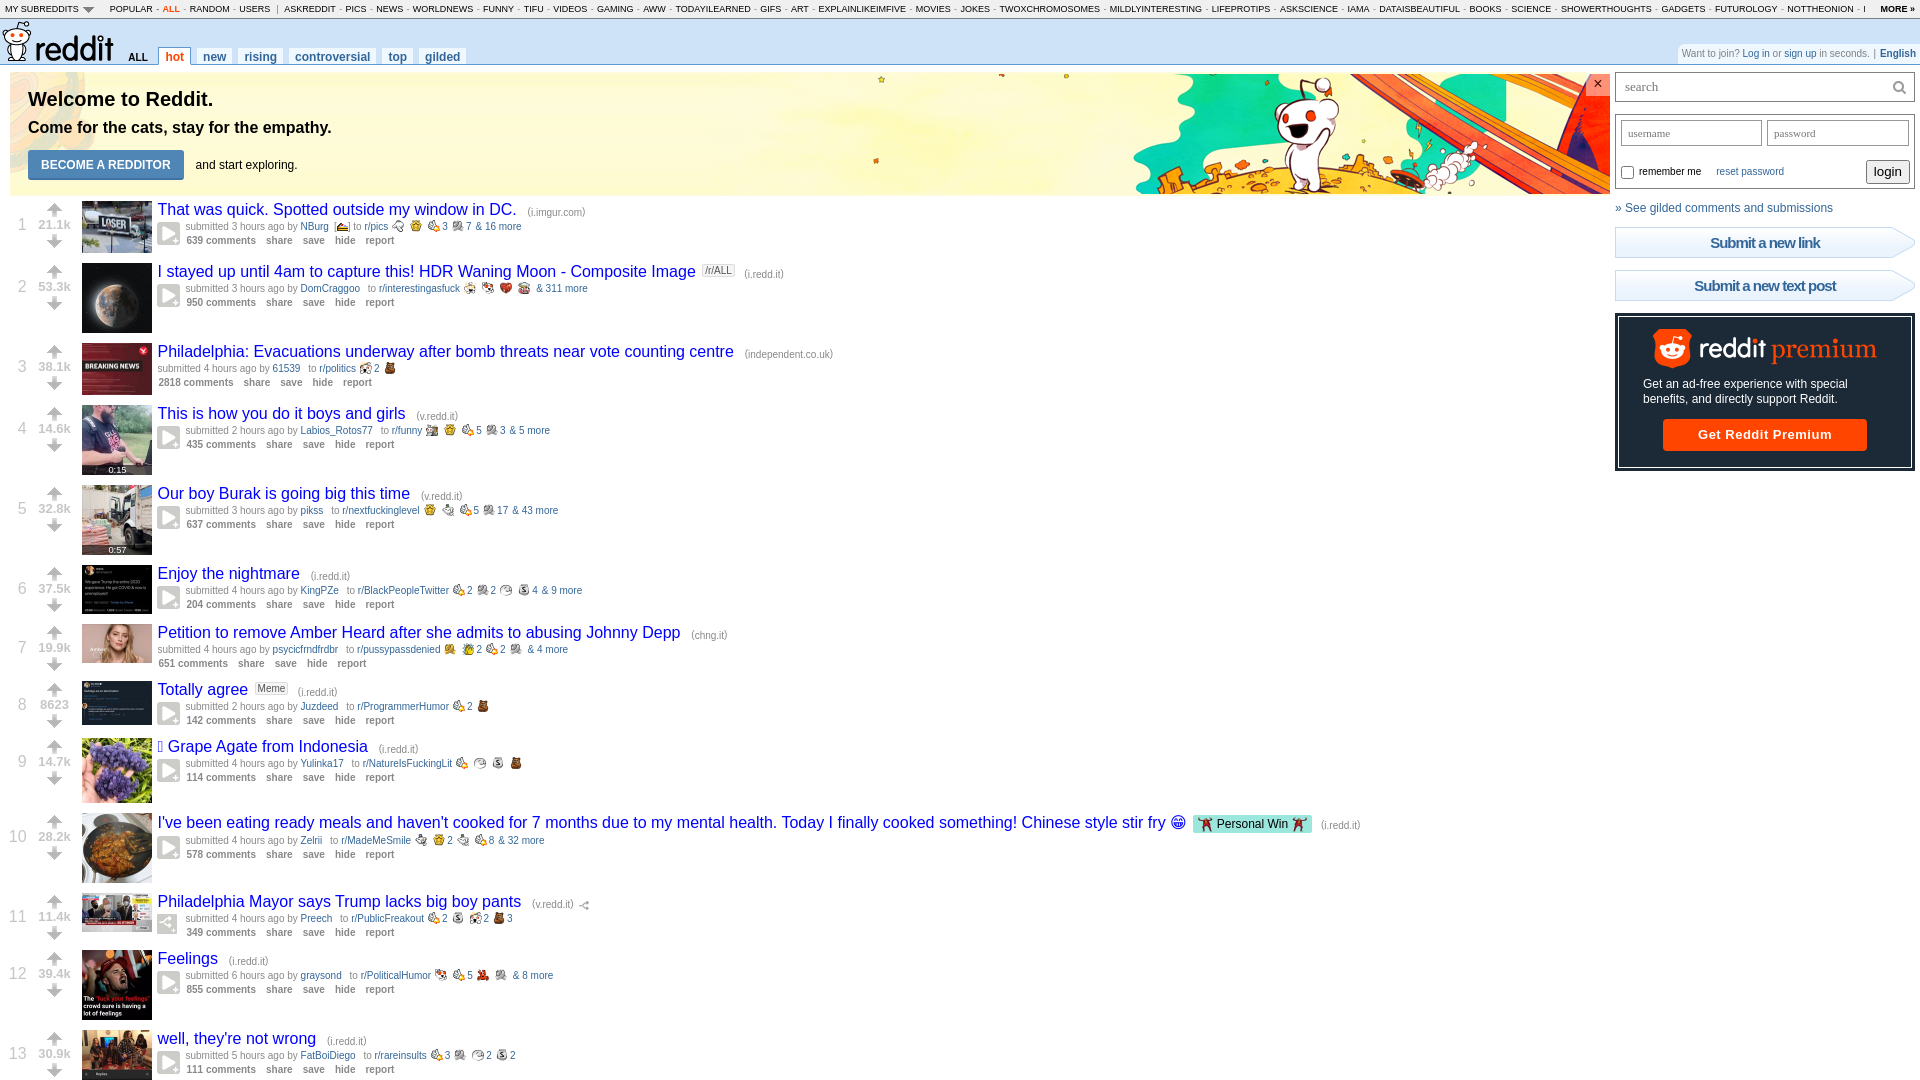 MY SUBREDDITS POPULAR - ALL - RANDOM - USERS | ASKREDDIT - PICS - NEWS - WORLDNEWS - FUNNY - TIFU - VIDEOS - GAMING - AWW - TODAYILEARNED - GIFS - ART - EXPLAINLIKEIMFIVE - MOVIES - JOKES - TWOXCHROMOSOMES - MILDLYINTERESTING - LIFEPROTIPS - ASKSCIENCE - IAMA - DATAISBEAUTIFUL - BOOKS - SCIENCE - SHOWERTHOUGHTS - GADGETS - FUTUROLOGY - NOTTHEONION - MORE »
reddit ALL hot new rising controversial top gilded
Want to join? Log in or sign up in seconds. | English
Welcome to Reddit.
Come for the cats, stay for the empathy.
BECOME A REDDITOR and start exploring.
×
search
username password
remember me reset password login
» See gilded comments and submissions
Submit a new link
Submit a new text post
reddit premium
Get an ad-free experience with special
benefits, and directly support Reddit.
Get Reddit Premium
1 21.1k
LOSER
That was quick. Spotted outside my window in DC. (i.imgur.com)
submitted 3 hours ago by NBurg to r/pics 3 7 & 16 more
639 comments share save hide report
2 53.3k
I stayed up until 4am to capture this! HDR Waning Moon - Composite Image /r/ALL (i.redd.it)
submitted 3 hours ago by DomCraggoo to r/interestingasfuck & 311 more
950 comments share save hide report
3 38.1k
BREAKING NEWS
Philadelphia: Evacuations underway after bomb threats near vote counting centre (independent.co.uk)
submitted 4 hours ago by 61539 to r/politics 2
2818 comments share save hide report
4 14.6k
0:15
This is how you do it boys and girls (v.redd.it)
submitted 2 hours ago by Labios_Rotos77 to r/funny 5 3 & 5 more
435 comments share save hide report
5 32.8k
0:57
Our boy Burak is going big this time (v.redd.it)
submitted 3 hours ago by pikss to r/nextfuckinglevel 5 17 & 43 more
637 comments share save hide report
6 37.5k
Enjoy the nightmare (i.redd.it)
submitted 4 hours ago by KingPZe to r/BlackPeopleTwitter 2 2 4 & 9 more
204 comments share save hide report
7 19.9k
Petition to remove Amber Heard after she admits to abusing Johnny Depp (chng.it)
submitted 4 hours ago by psycicfrndfrdbr to r/pussypassdenied 2 2 & 4 more
651 comments share save hide report
8 8623
Totally agree Meme (i.redd.it)
submitted 2 hours ago by Juzdeed to r/ProgrammerHumor 2
142 comments share save hide report
9 14.7k
Grape Agate from Indonesia (i.redd.it)
submitted 4 hours ago by Yulinka17 to r/NatureIsFuckingLit
114 comments share save hide report
10 28.2k
I've been eating ready meals and haven't cooked for 7 months due to my mental health. Today I finally cooked something! Chinese style stir fry 😁 Personal Win (i.redd.it)
submitted 4 hours ago by Zelrii to r/MadeMeSmile 2 8 & 32 more
578 comments share save hide report
11 11.4k
Philadelphia Mayor says Trump lacks big boy pants (v.redd.it)
submitted 4 hours ago by Preech to r/PublicFreakout 2 2 3
349 comments share save hide report
12 39.4k
The "fuck your feelings"
crowd sure is having a
lot of feelings
Feelings (i.redd.it)
submitted 6 hours ago by graysond to r/PoliticalHumor 5 & 8 more
855 comments share save hide report
13 30.9k
well, they're not wrong (i.redd.it)
submitted 5 hours ago by FatBoiDiego to r/rareinsults 3 2 2
111 comments share save hide report